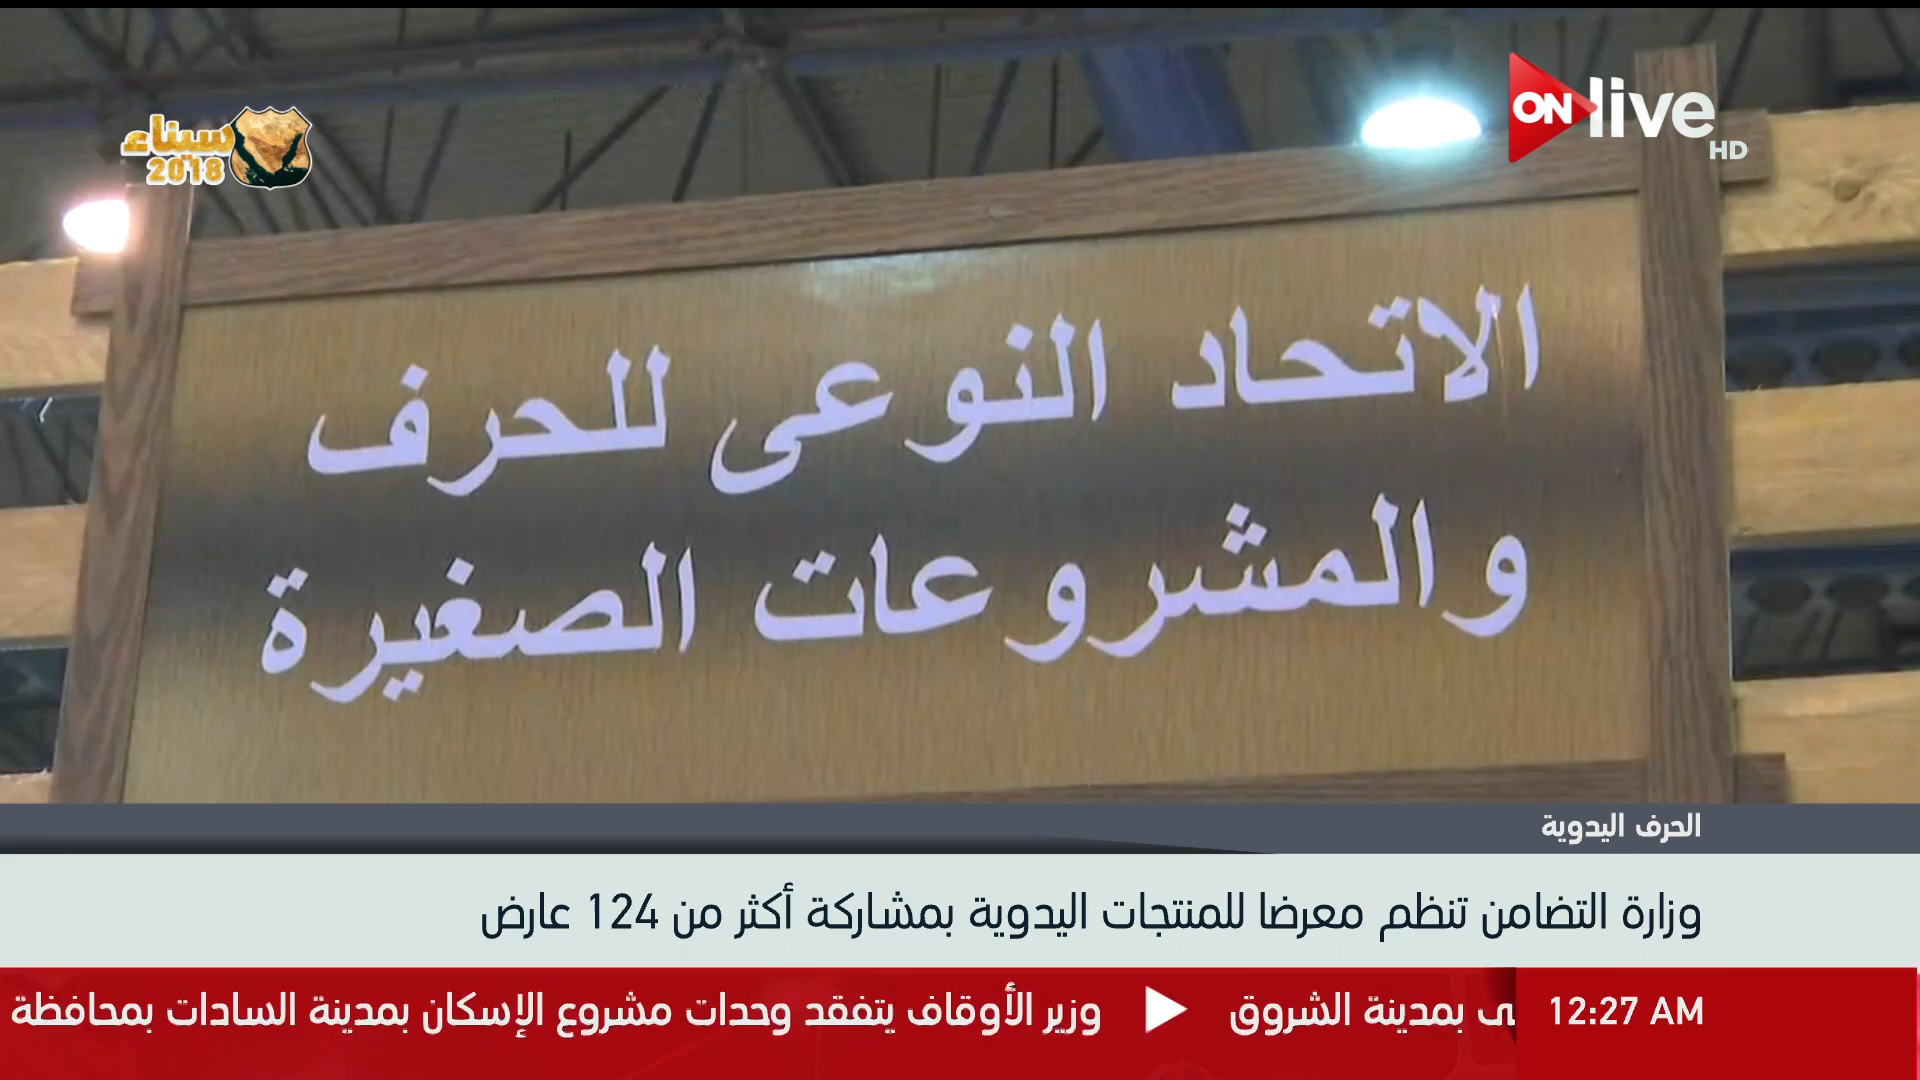 سيناء
2018
ON live
HD
الاتحاد النوعى للحرف
والمشروعات الصغيرة
الحرف اليدوية
وزارة التضامن تنظم معرضا للمنتجات اليدوية بمشاركة أكثر من 124 عارض
12:27 AM
بمدينة الشروق ▶ وزير الأوقاف يتفقد وحدات مشروع الإسكان بمدينة السادات بمحافظة